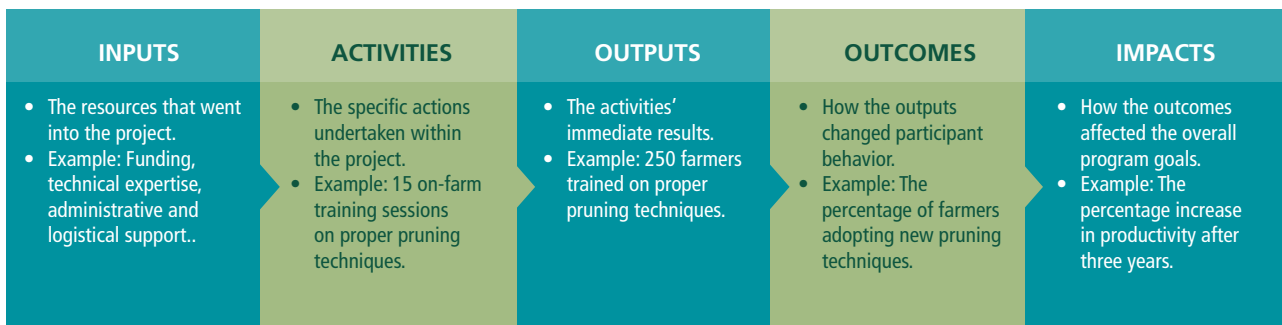 INPUTS
• The resources that went
into the project.
• Example: Funding,
technical expertise,
administrative and
logistical support..
ACTIVITIES
• The specific actions
undertaken within
the project.
• Example: 15 on-farm
training sessions
on proper pruning
techniques.
OUTPUTS
• The activities’
immediate results.
• Example: 250 farmers
trained on proper
pruning techniques.
OUTCOMES
• How the outputs
changed participant
behavior.
• Example: The
percentage of farmers
adopting new pruning
techniques.
IMPACTS
• How the outcomes
affected the overall
program goals.
• Example: The
percentage increase
in productivity after
three years.